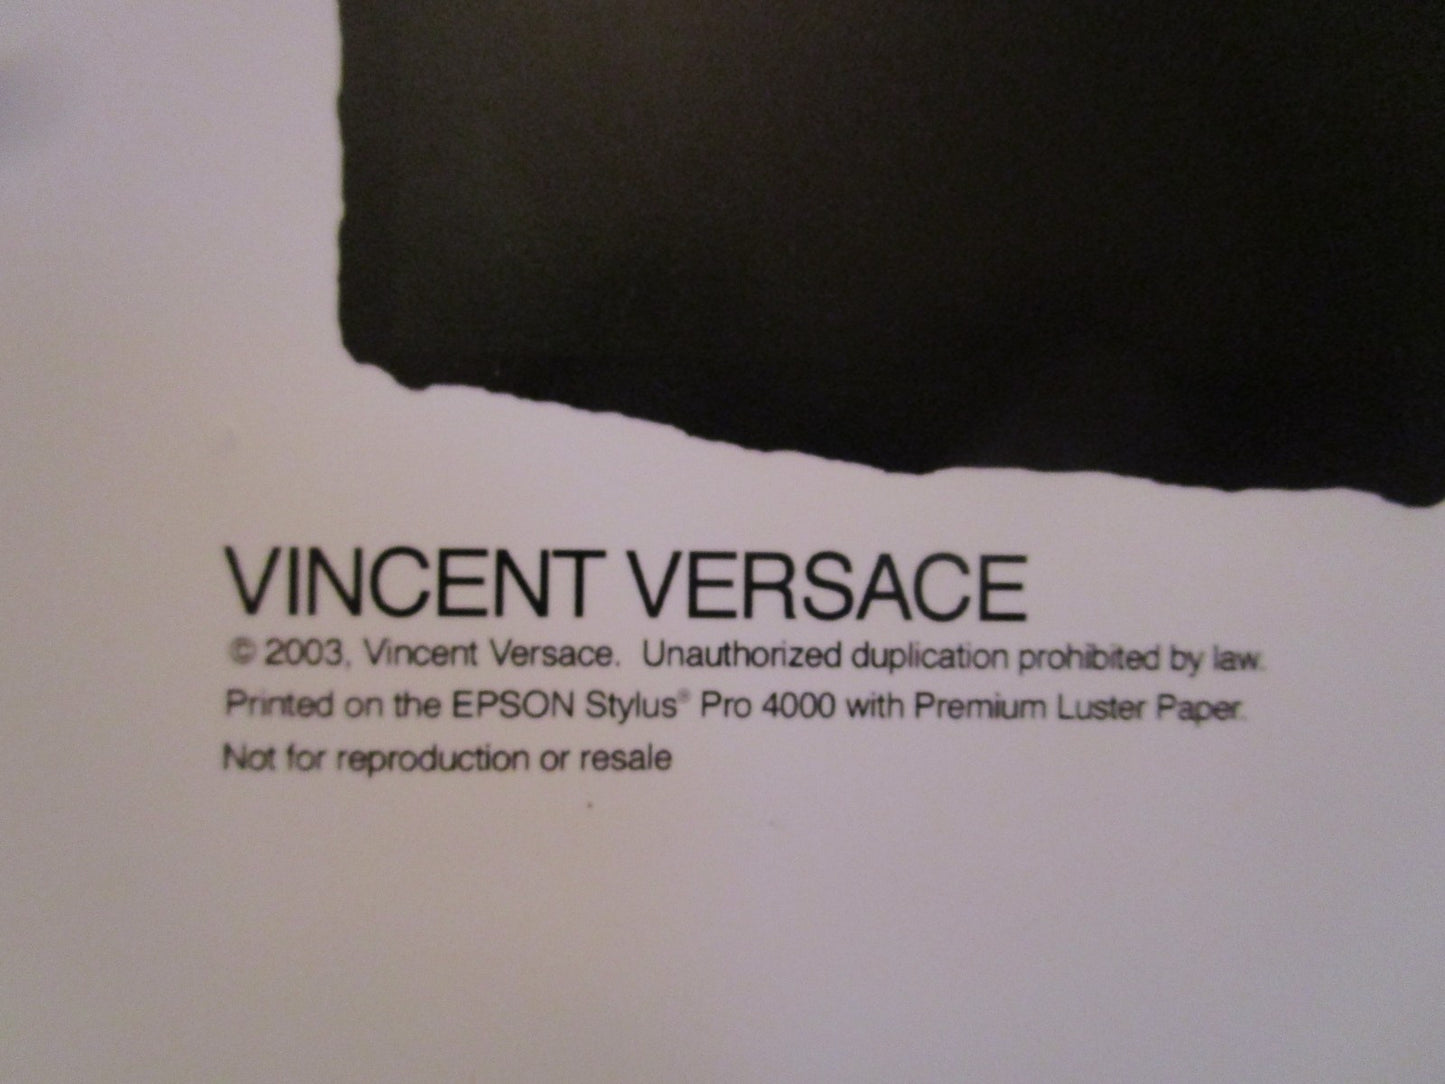 VINCENT VERSACE
© 2003, Vincent Versace. Unauthorized duplication prohibited by law.
Printed on the EPSON Stylus® Pro 4000 with Premium Luster Paper.
Not for reproduction or resale